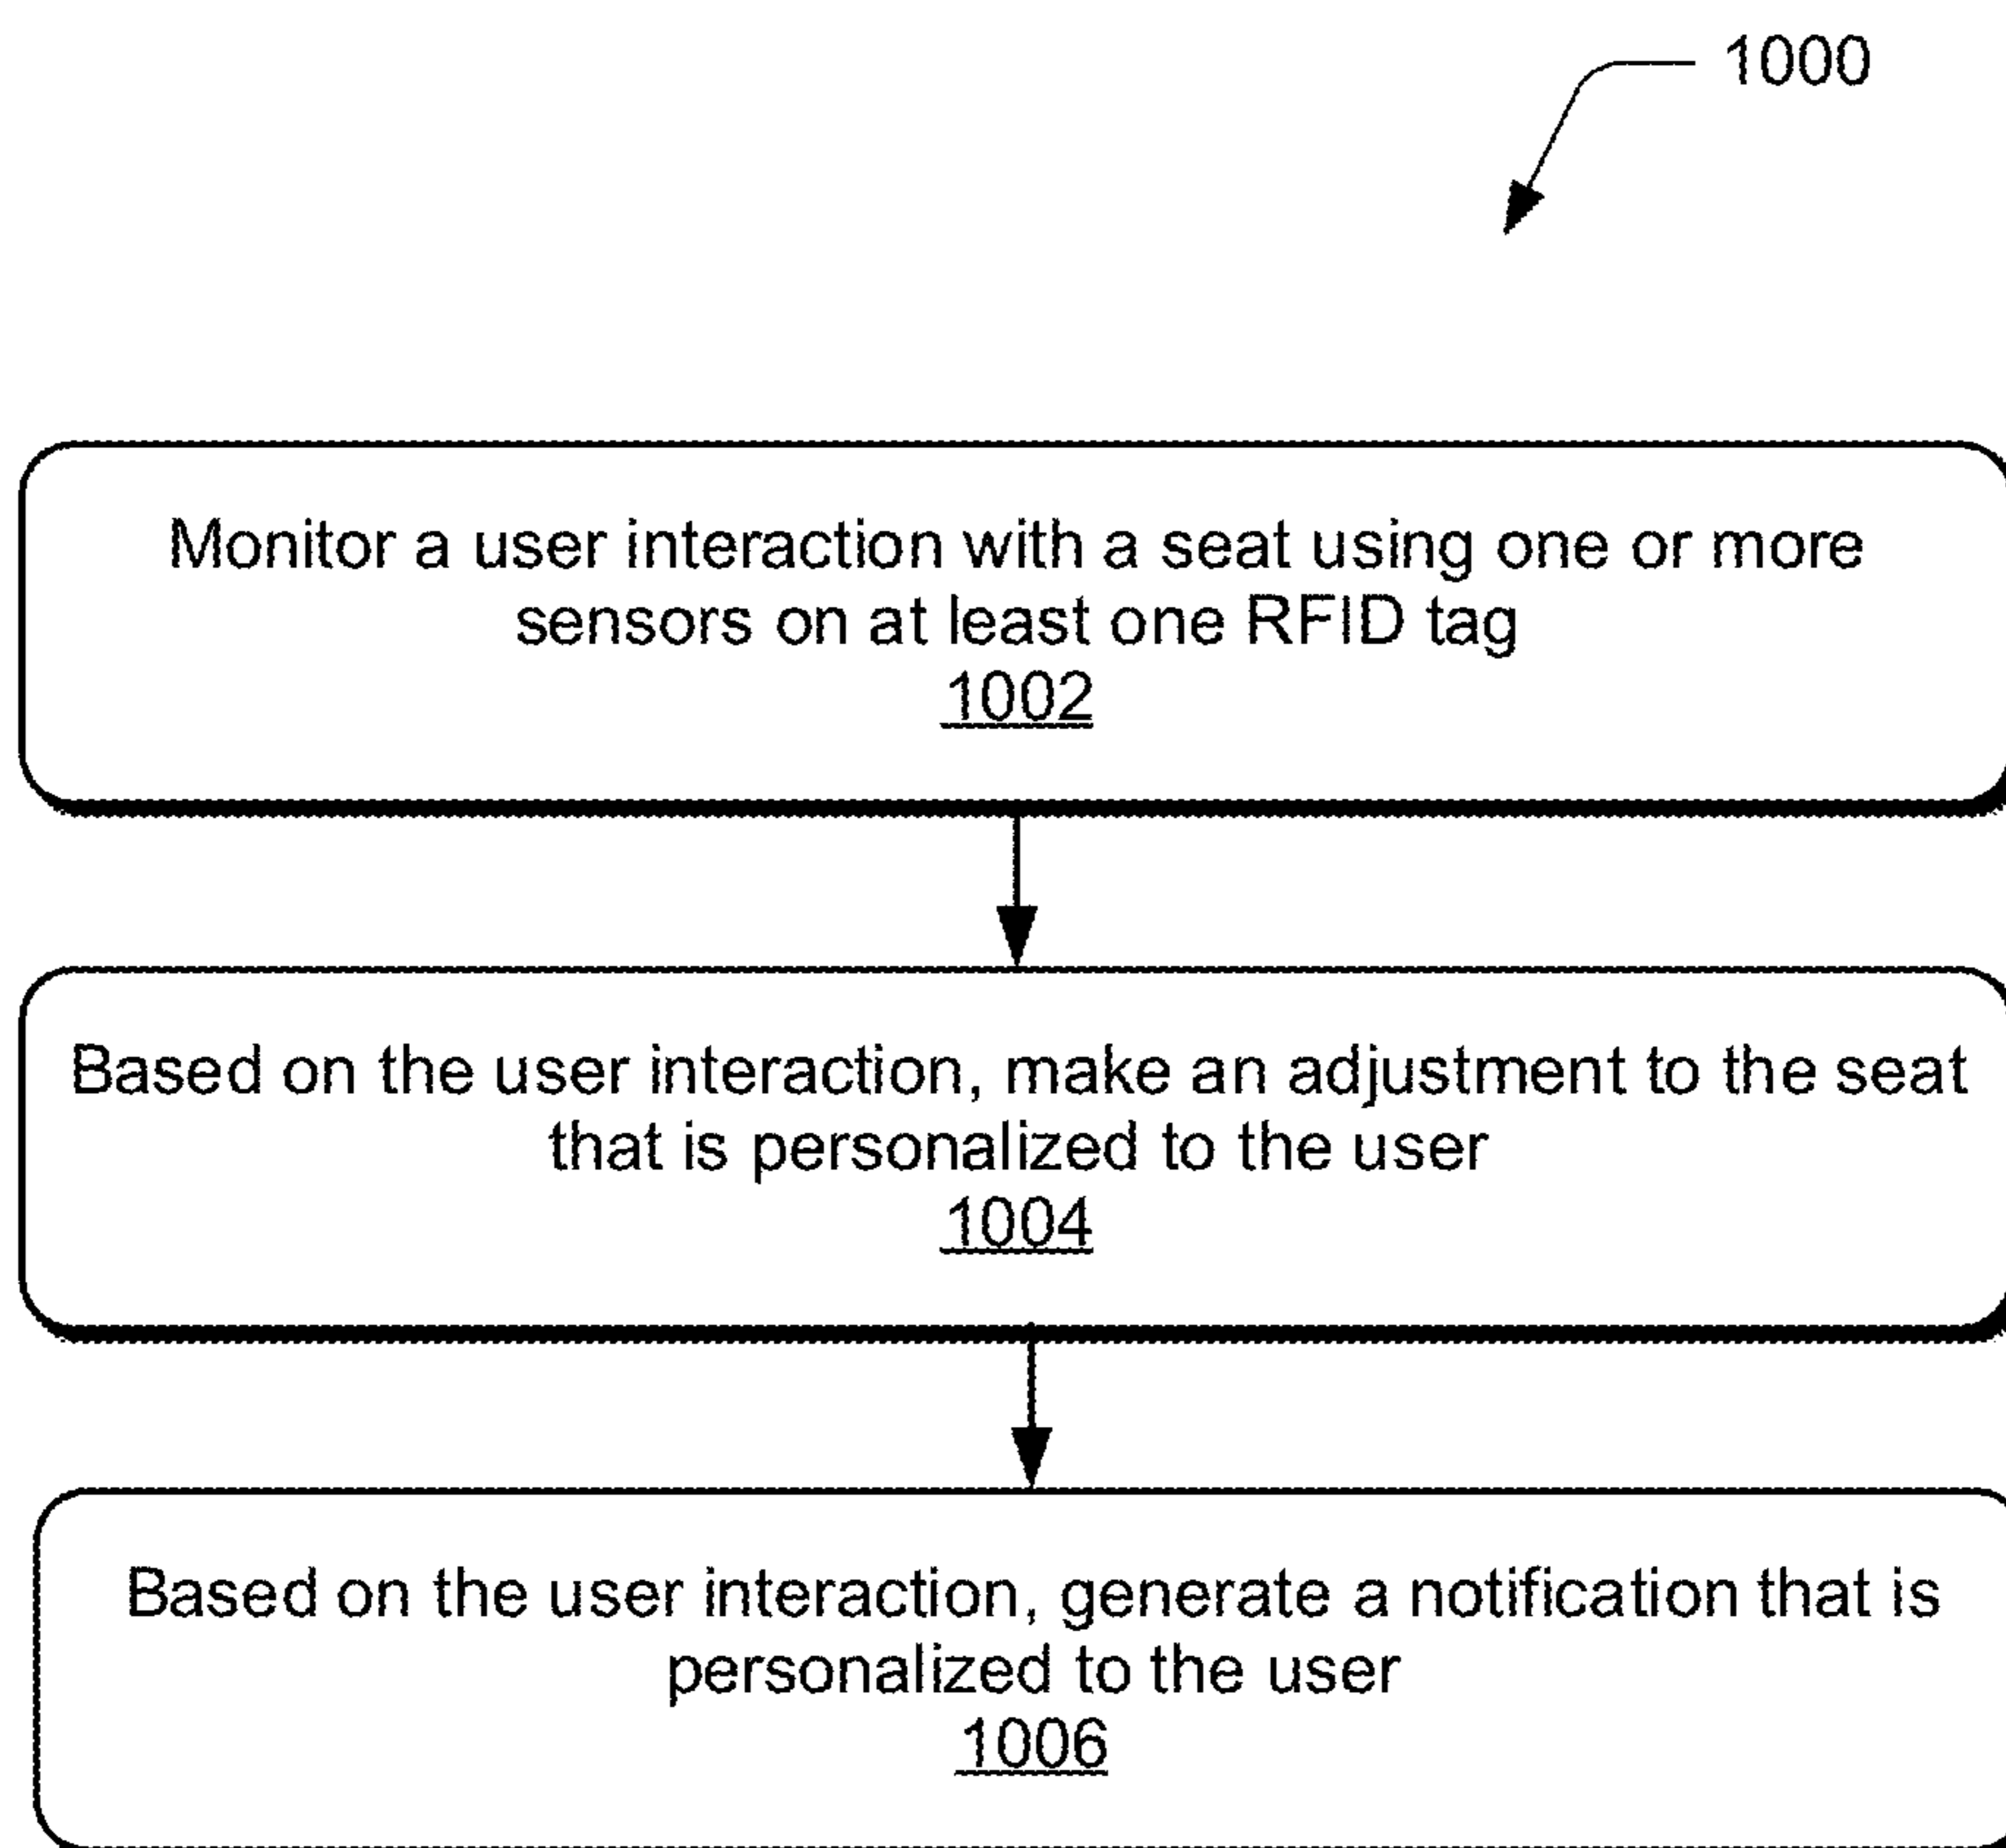 1000
Monitor a user interaction with a seat using one or more
sensors on at least one RFID tag
1002
Based on the user interaction, make an adjustment to the seat
that is personalized to the user
1004
Based on the user interaction, generate a notification that is
personalized to the user
1006